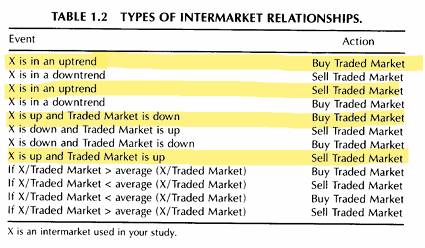 TABLE 1.2 TYPES OF INTERMARKET RELATIONSHIPS.
Event Action
X is in an uptrend Buy Traded Market
X is in a downtrend Sell Traded Market
X is in an uptrend Sell Traded Market
X is in a downtrend Buy Traded Market
X is up and Traded Market is down Buy Traded Market
X is down and Traded Market is up Sell Traded Market
X is down and Traded Market is down Buy Traded Market
X is up and Traded Market is up Sell Traded Market
If X/Traded Market > average (X/Traded Market) Buy Traded Market
If X/Traded Market < average (X/Traded Market) Sell Traded Market
If X/Traded Market < average (X/Traded Market) Buy Traded Market
If X/Traded Market > average (X/Traded Market) Sell Traded Market
X is an intermarket used in your study.